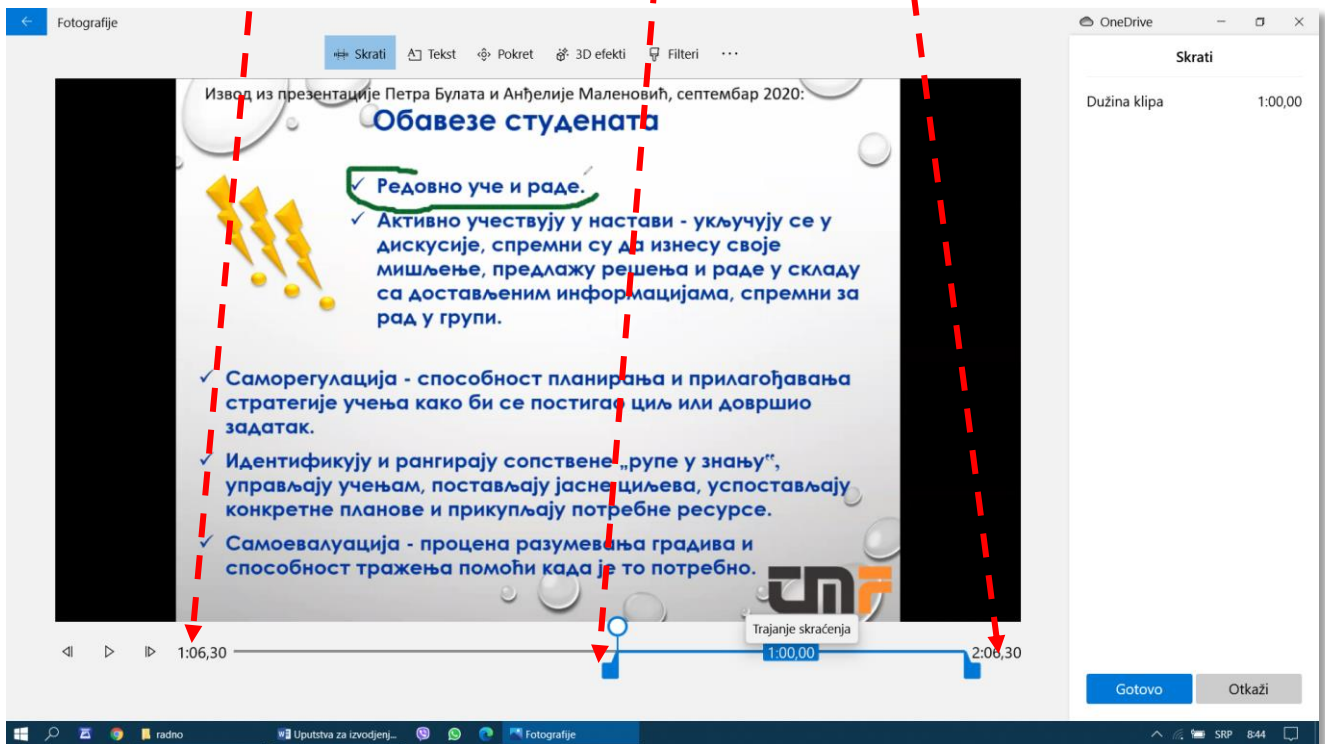 Fotografije
OneDrive
Skrati
Tekst
Pokret
3D efekti
Filteri
Skrati
Dužina klipa 1:00,00
Извод из презентације Петра Булата и Анђелије Маленовић, септембар 2020:
Обавезе студената
Редовно уче и раде.
Активно учествују у настави - укључују се у
дискусије, спремни су да изнесу своје
мишљење, предлажу решења и раде у складу
са достављеним информацијама, спремни за
рад у групи.
Саморегулација - способност планирања и прилагођавања
стратегије учења како би се постигао циљ или довршио
задатак.
Идентификују и рангирају сопствене „рупе у знању“,
управљају учењам, постављају јасне циљева, успостављају
конкретне планове и прикупљају потребне ресурсе.
Самоевалуација - процена разумевања градива и
способност тражења помоћи када је то потребно.
тмf
Trajanje skraćenja
1:06,30
1:00,00
2:06,30
Gotovo
Otkaži
radno
Uputstva za izvodjenj...
Fotografije
SRP
8:44